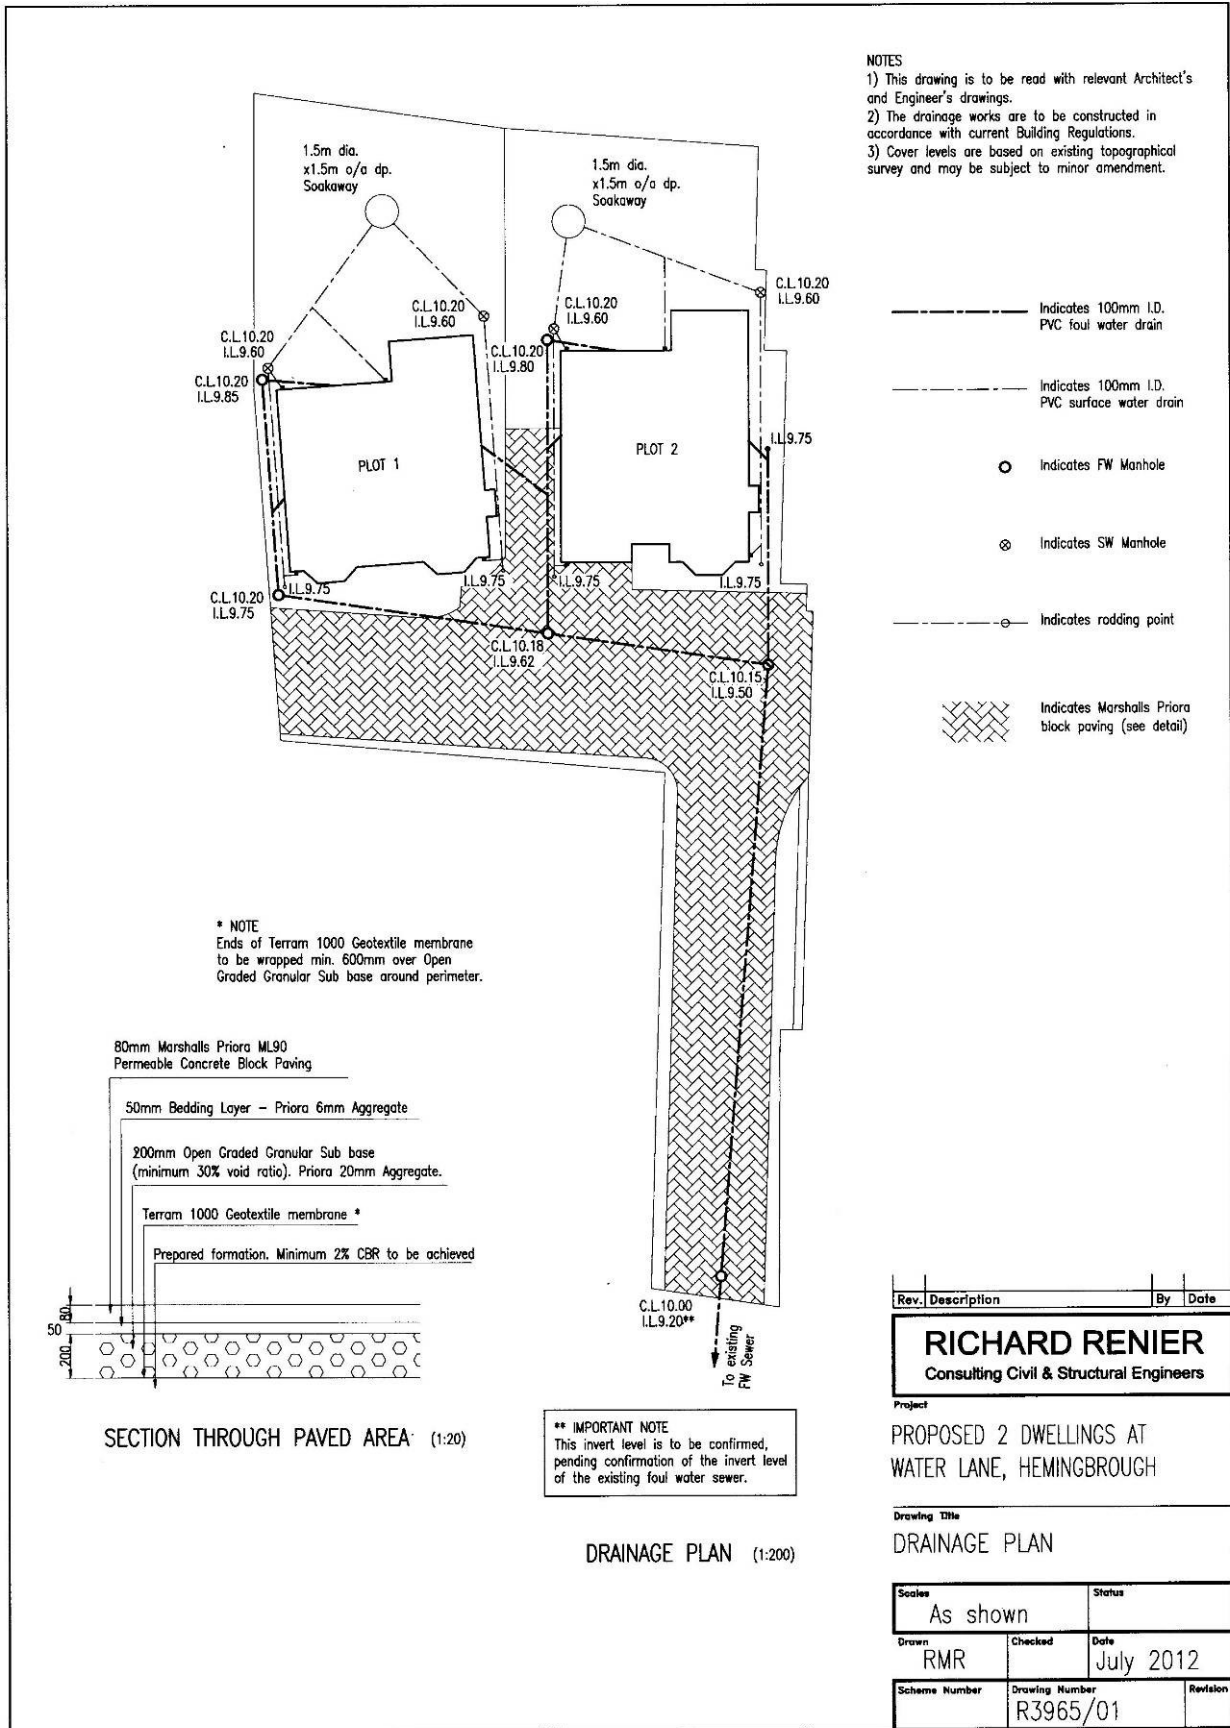 NOTES
1) This drawing is to be read with relevant Architect's
and Engineer's drawings.
2) The drainage works are to be constructed in
accordance with current Building Regulations.
3) Cover levels are based on existing topographical
survey and may be subject to minor amendment.
1.5m dia.
x1.5m o/a dp.
Soakaway
1.5m dia.
x1.5m o/a dp.
Soakaway
C.L.10.20
I.L.9.60
C.L.10.20
I.L.9.60
C.L.10.20
I.L.9.60
C.L.10.20
I.L.9.60
C.L.10.20
I.L.9.80
C.L.10.20
I.L.9.85
I.L.9.75
PLOT 1
PLOT 2
I.L.9.75
I.L.9.75
I.L.9.75
I.L.9.75
C.L.10.20
I.L.9.75
C.L.10.18
I.L.9.62
C.L.10.15
I.L.9.50
Indicates 100mm I.D.
PVC foul water drain
Indicates 100mm I.D.
PVC surface water drain
Indicates FW Manhole
Indicates SW Manhole
Indicates rodding point
Indicates Marshalls Priora
block paving (see detail)
* NOTE
Ends of Terram 1000 Geotextile membrane
to be wrapped min. 600mm over Open
Graded Granular Sub base around perimeter.
80mm Marshalls Priora ML90
Permeable Concrete Block Paving
50mm Bedding Layer – Priora 6mm Aggregate
200mm Open Graded Granular Sub base
(minimum 30% void ratio). Priora 20mm Aggregate.
Terram 1000 Geotextile membrane *
Prepared formation. Minimum 2% CBR to be achieved
80
50
200
SECTION THROUGH PAVED AREA (1:20)
C.L.10.00
I.L.9.20**
To existing
FW Sewer
** IMPORTANT NOTE
This invert level is to be confirmed,
pending confirmation of the invert level
of the existing foul water sewer.
DRAINAGE PLAN (1:200)
Rev. Description By Date
RICHARD RENIER
Consulting Civil & Structural Engineers
Project
PROPOSED 2 DWELLINGS AT
WATER LANE, HEMINGBROUGH
Drawing Title
DRAINAGE PLAN
Scales Status
As shown
Drawn Checked Date
RMR July 2012
Scheme Number Drawing Number Revision
R3965/01